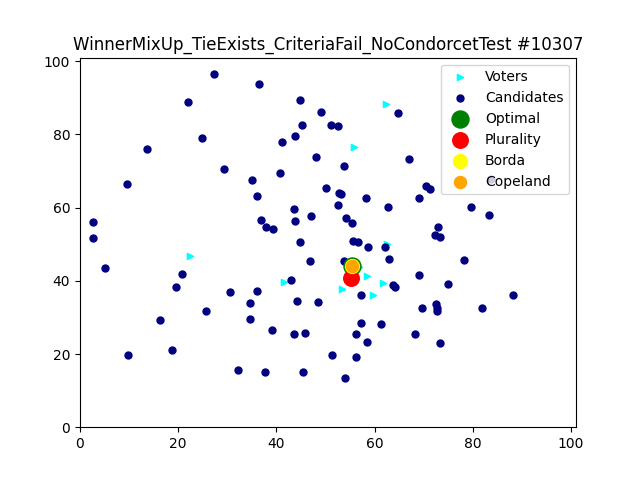 WinnerMixUp_TieExists_CriteriaFail_NoCondorcetTest #10307
Voters
Candidates
Optimal
Plurality
Borda
Copeland
100
80
60
40
20
0
0 20 40 60 80 100